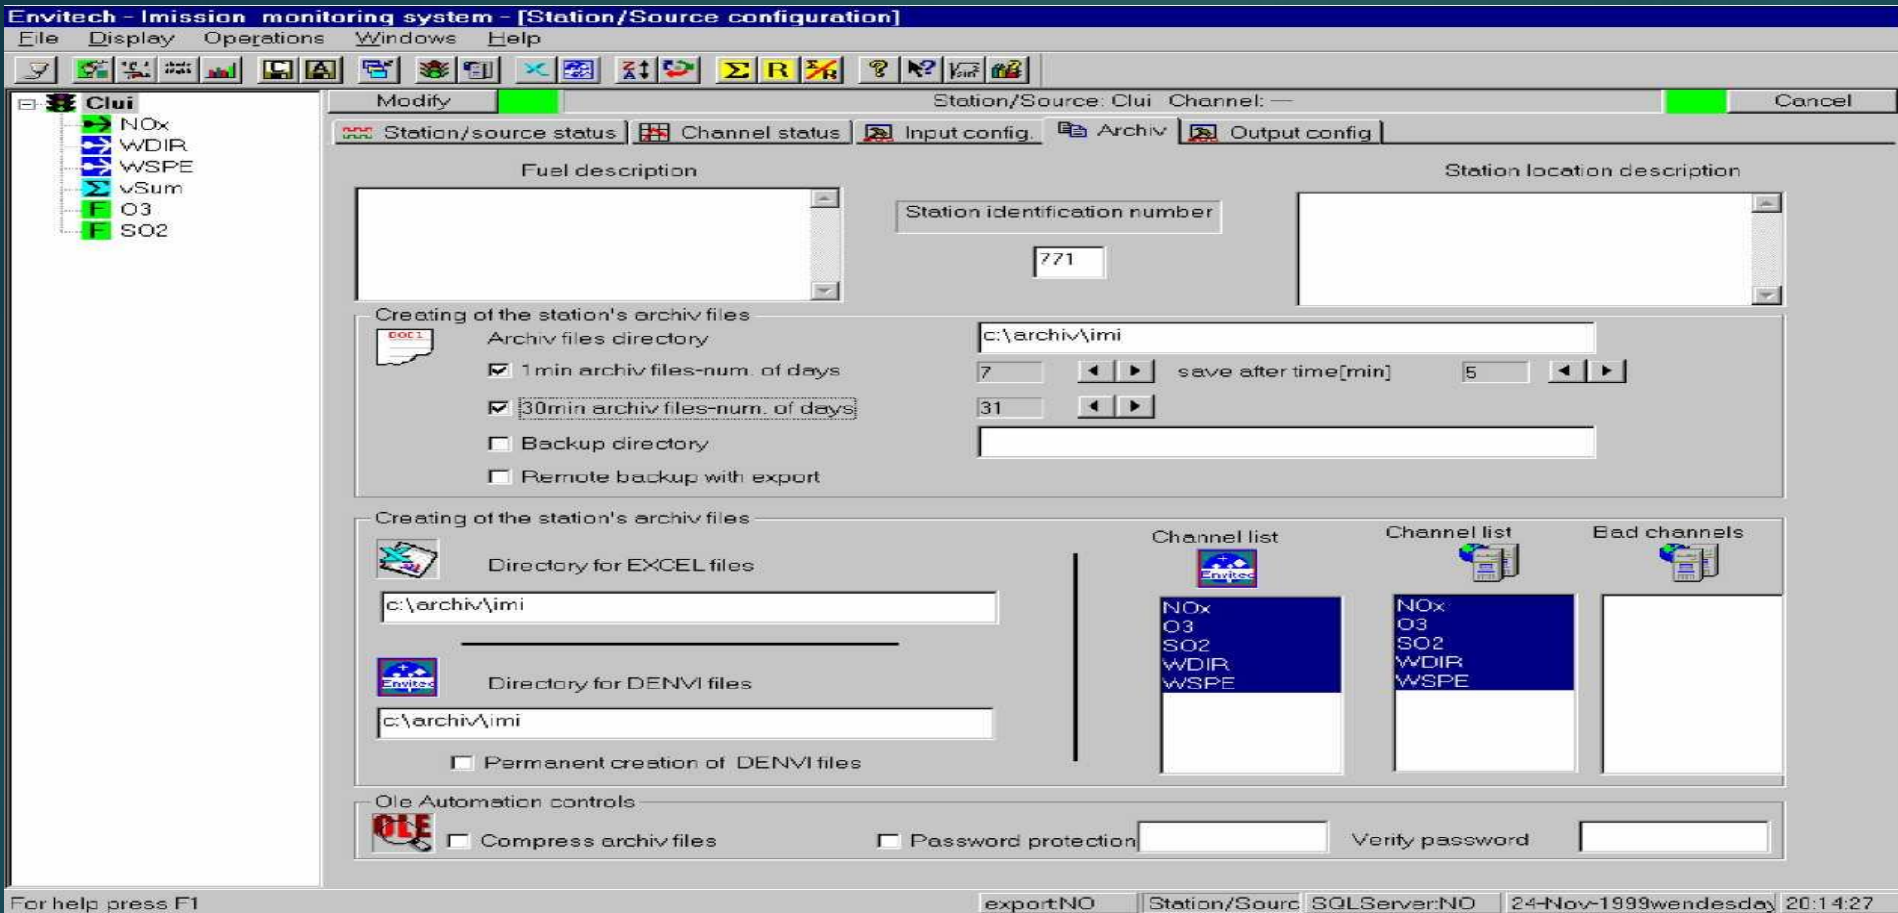 Envitech - Imission monitoring system - [Station/Source configuration]
File Display Operations Windows Help
Clui
NOx
WDIR
WSPE
vSum
F O3
F SO2
Modify
Station/Source: Clui Channel: ---
Cancel
Station/source status Channel status Input config. Archiv Output config
Fuel description
Station identification number
771
Station location description
Creating of the station's archiv files
DOC1
Archiv files directory
c:\archiv\imi
1min archiv files-num. of days
7
save after time[min]
5
30min archiv files-num. of days
31
Backup directory
Remote backup with export
Creating of the station's archiv files
Directory for EXCEL files
c:\archiv\imi
Directory for DENVI files
c:\archiv\imi
Permanent creation of DENVI files
Channel list
Envitec
NOx
O3
SO2
WDIR
WSPE
Channel list
NOx
O3
SO2
WDIR
WSPE
Bad channels
Ole Automation controls
OLE
Compress archiv files
Password protection
Verify password
For help press F1
export:NO
Station/Sourc
SQLServer:NO
24-Nov-1999wendesday
20:14:27